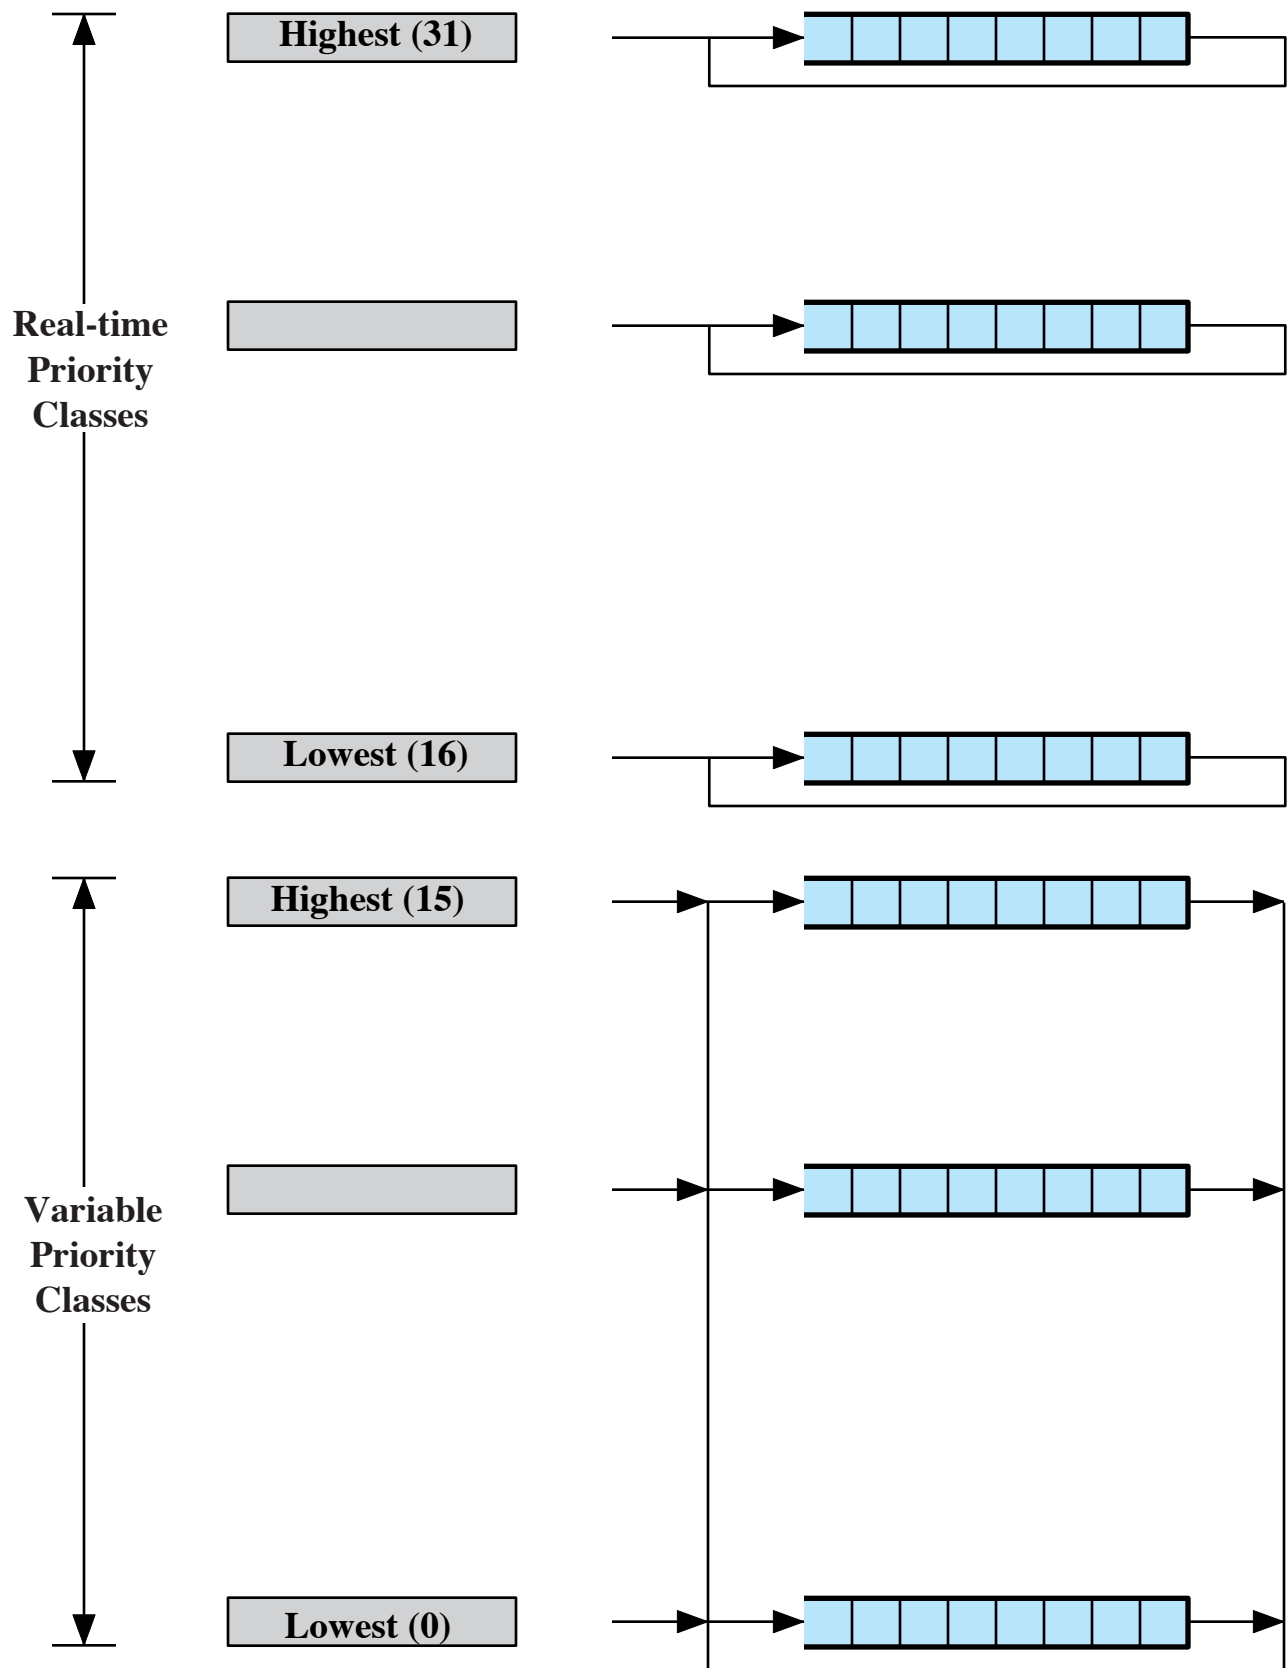 Highest (31)
Real-time
Priority
Classes
Lowest (16)
Highest (15)
Variable
Priority
Classes
Lowest (0)